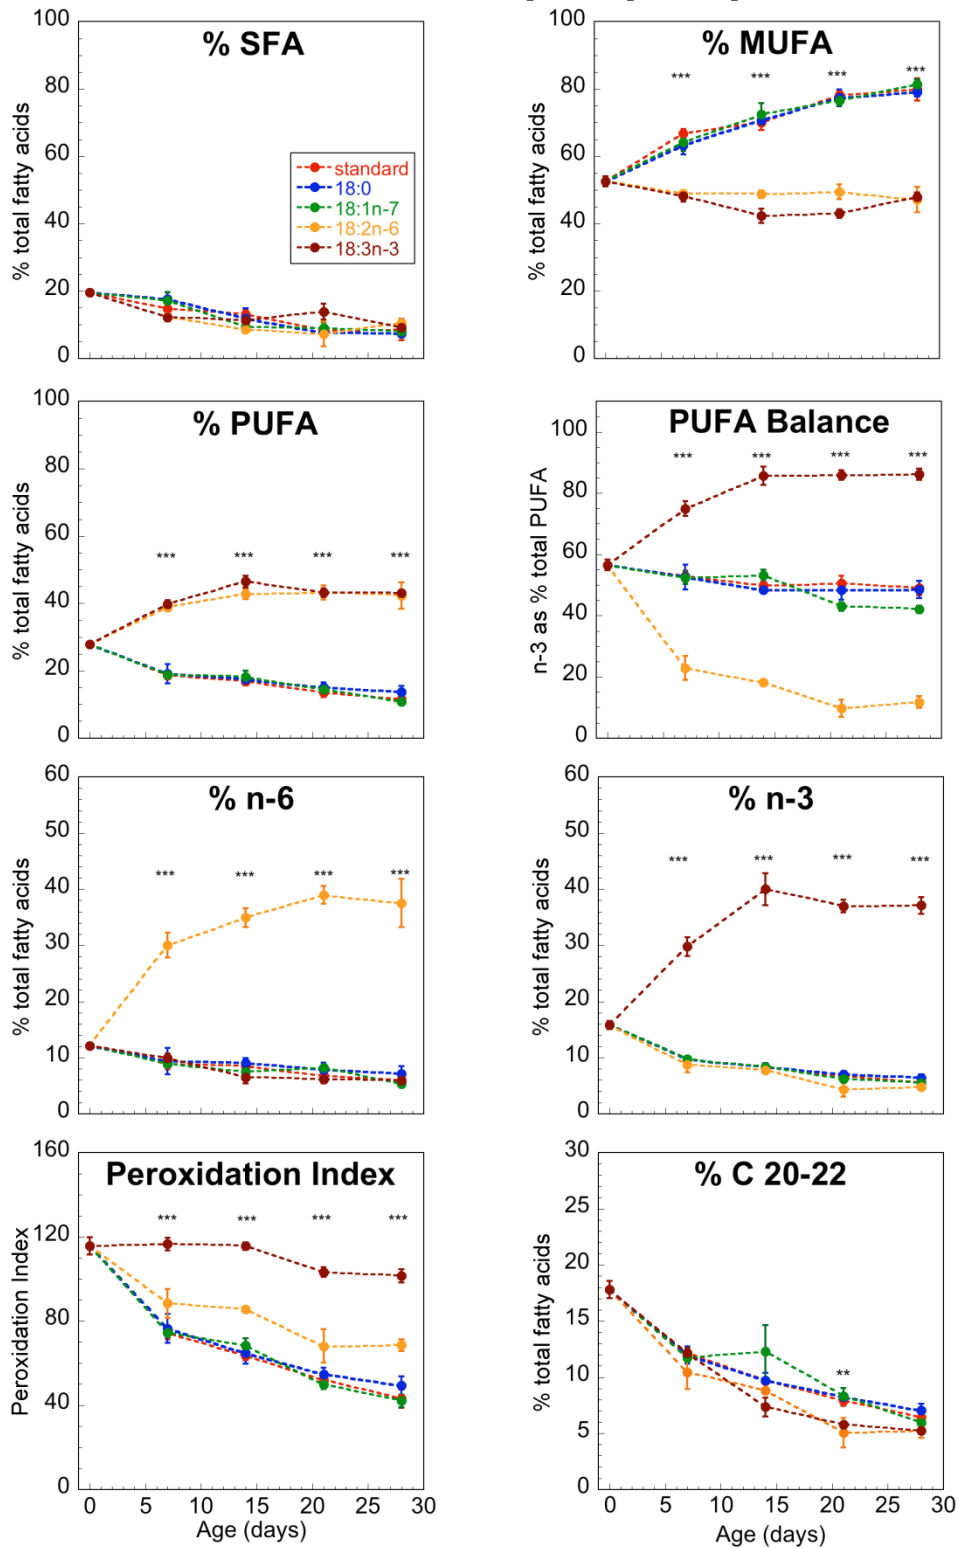 % SFA
% total fatty acids
100
80
60
40
20
0
standard
18:0
18:1n-7
18:2n-6
18:3n-3
% MUFA
% total fatty acids
100
80
60
40
20
0
*** *** *** ***
% PUFA
% total fatty acids
100
80
60
40
20
0
*** *** *** ***
PUFA Balance
n-3 as % total PUFA
100
80
60
40
20
0
*** *** *** ***
% n-6
% total fatty acids
60
50
40
30
20
10
0
*** *** *** ***
% n-3
% total fatty acids
60
50
40
30
20
10
0
*** *** *** ***
Peroxidation Index
Peroxidation Index
160
120
80
40
0
*** *** *** ***
0 5 10 15 20 25 30
Age (days)
% C 20-22
% total fatty acids
30
25
20
15
10
5
0
**
0 5 10 15 20 25 30
Age (days)